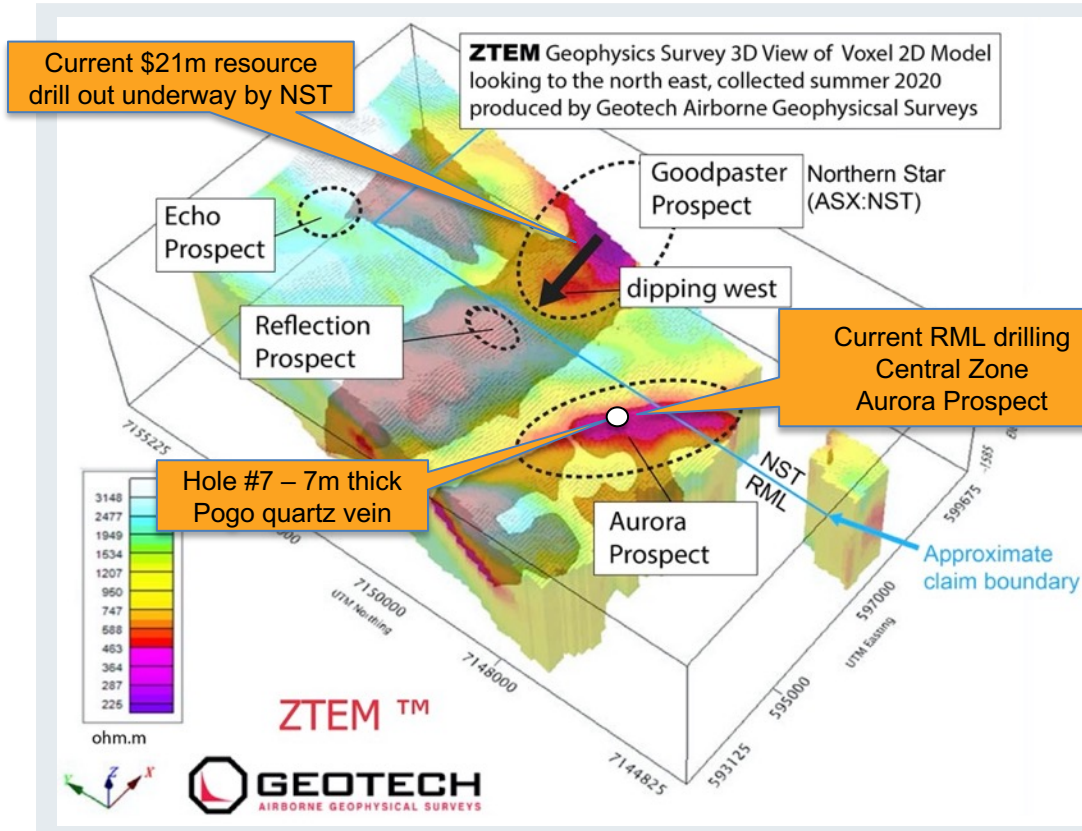 Current $21m resource
drill out underway by NST
ZTEM Geophysics Survey 3D View of Voxel 2D Model
looking to the north east, collected summer 2020
produced by Geotech Airborne Geophysicsal Surveys
Goodpaster
Prospect
Northern Star
(ASX:NST)
Echo
Prospect
dipping west
Reflection
Prospect
Current RML drilling
Central Zone
Aurora Prospect
Hole #7 – 7m thick
Pogo quartz vein
NST
RML
Aurora
Prospect
Approximate
claim boundary
7155225
7150000
UTM Northing
7148000
7144825
593125
595000
UTM Easting
597000
599675
-1585
3148
2477
1949
1534
1207
950
747
588
463
364
287
225
ohm.m
Y
Z
X
ZTEM ™
GEOTECH
AIRBORNE GEOPHYSICAL SURVEYS